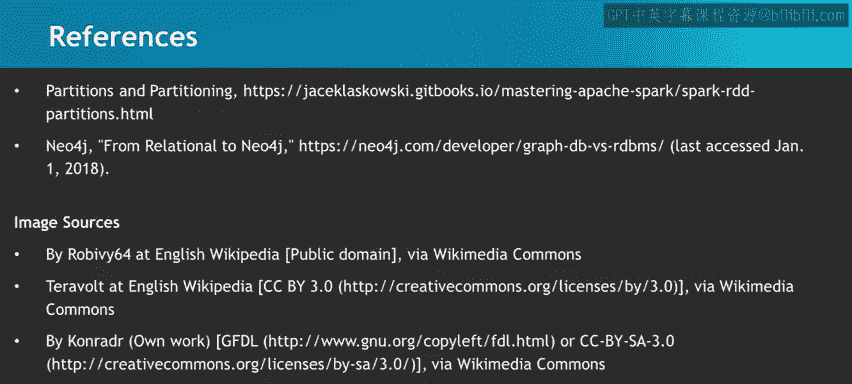 GPT中英字幕课程资源@bilibili.com
References
• Partitions and Partitioning, https://jaceklaskowski.gitbooks.io/mastering-apache-spark/spark-rdd-
partitions.html
• Neo4j, "From Relational to Neo4j," https://neo4j.com/developer/graph-db-vs-rdbms/ (last accessed Jan.
1, 2018).
Image Sources
• By Robivy64 at English Wikipedia [Public domain], via Wikimedia Commons
• Teravolt at English Wikipedia [CC BY 3.0 (http://creativecommons.org/licenses/by/3.0)], via Wikimedia
Commons
• By Konradr (Own work) [GFDL (http://www.gnu.org/copyleft/fdl.html) or CC-BY-SA-3.0
(http://creativecommons.org/licenses/by-sa/3.0/)], via Wikimedia Commons